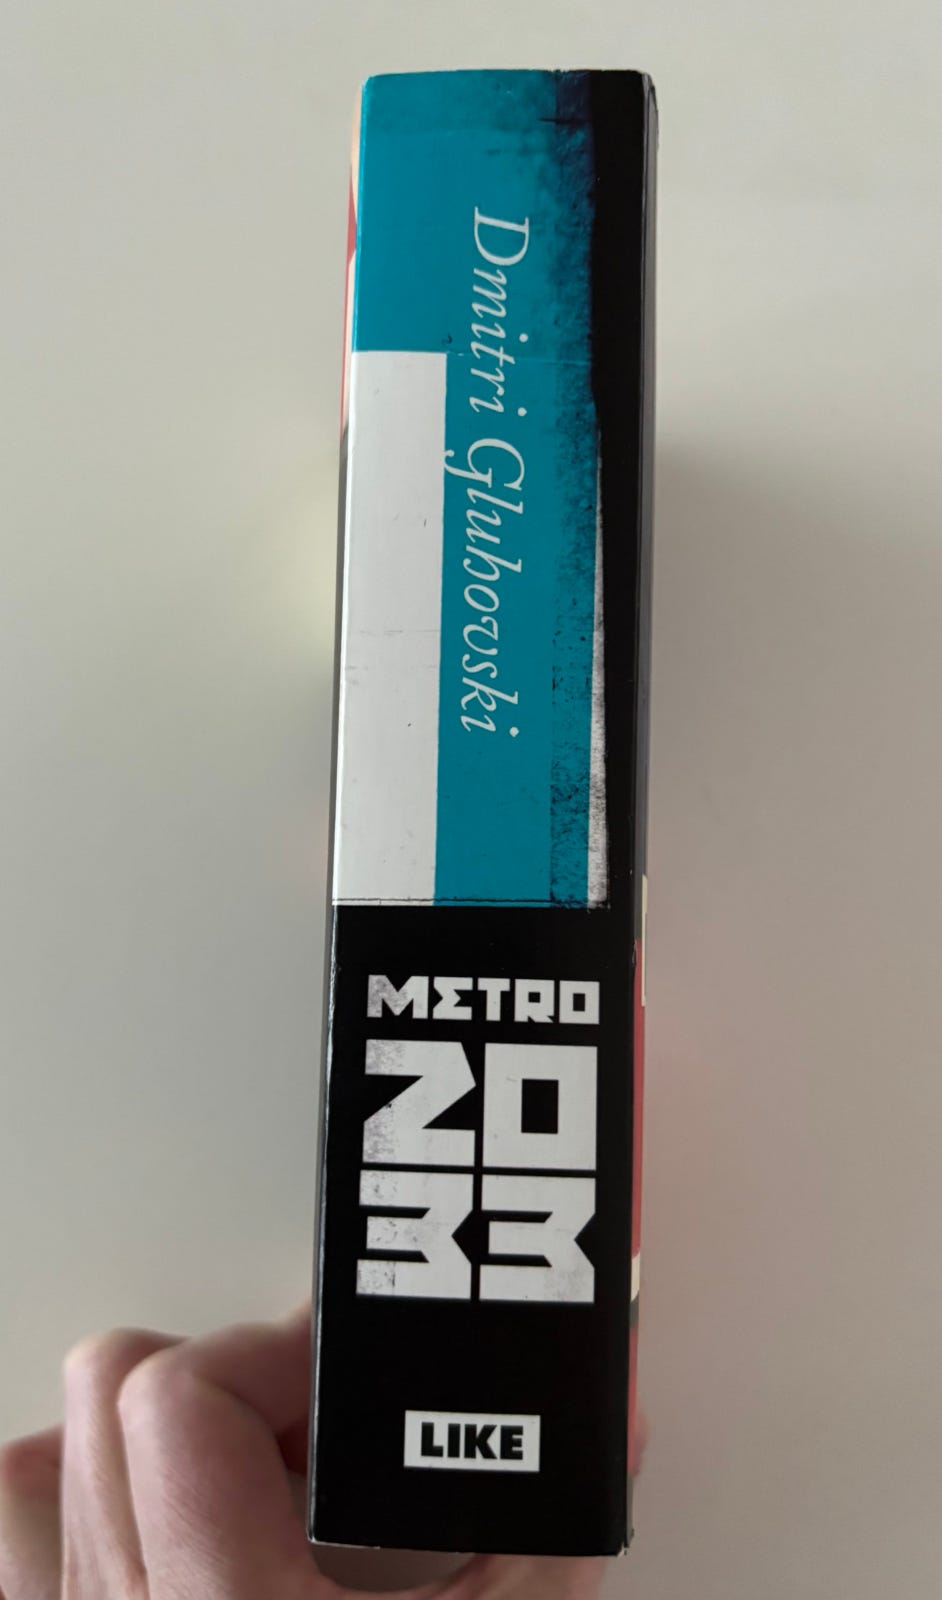 Dmitri Gluhovski
METRO
20
33
LIKE